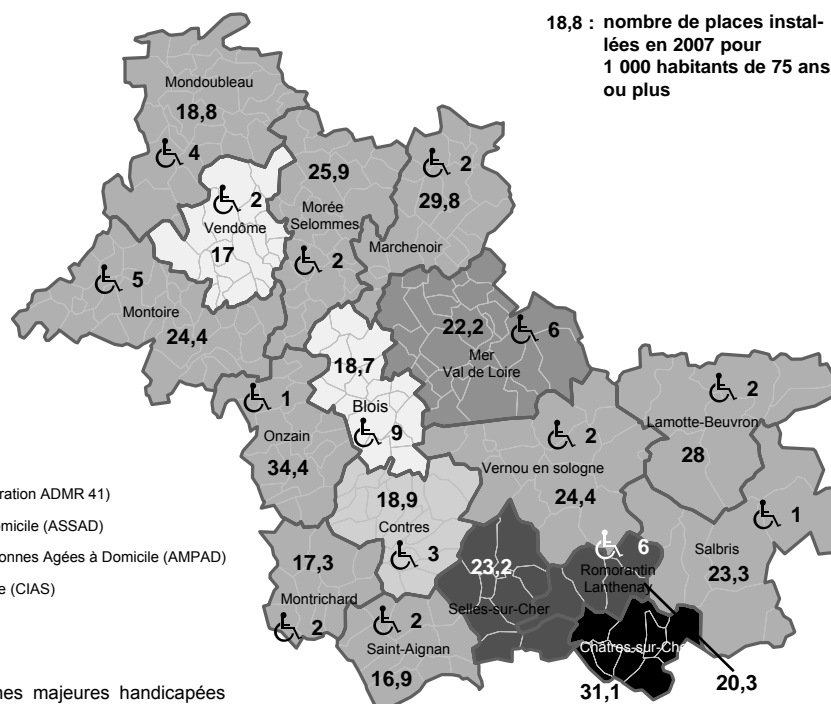 18,8 : nombre de places instal-
lées en 2007 pour
1 000 habitants de 75 ans
ou plus
Mondoubleau
18,8
4
2
Vendôme
17
25,9
Morée
Selommes
2
2
29,8
Marchenoir
5
Montoire
24,4
22,2
6
Mer
Val de Loire
18,7
Blois
9
1
Onzain
34,4
2
Lamotte-Beuvron
28
2
Vernou en sologne
24,4
18,9
Contres
3
1
Salbris
23,3
17,3
Montrichard
2
23,2
Selles-sur-Cher
6
Romorantin
Lanthenay
20,3
2
Saint-Aignan
16,9
Châtres-sur-Che
31,1
ration ADMR 41)
omicile (ASSAD)
onnes Agées à Domicile (AMPAD)
e (CIAS)
nes majeures handicapées